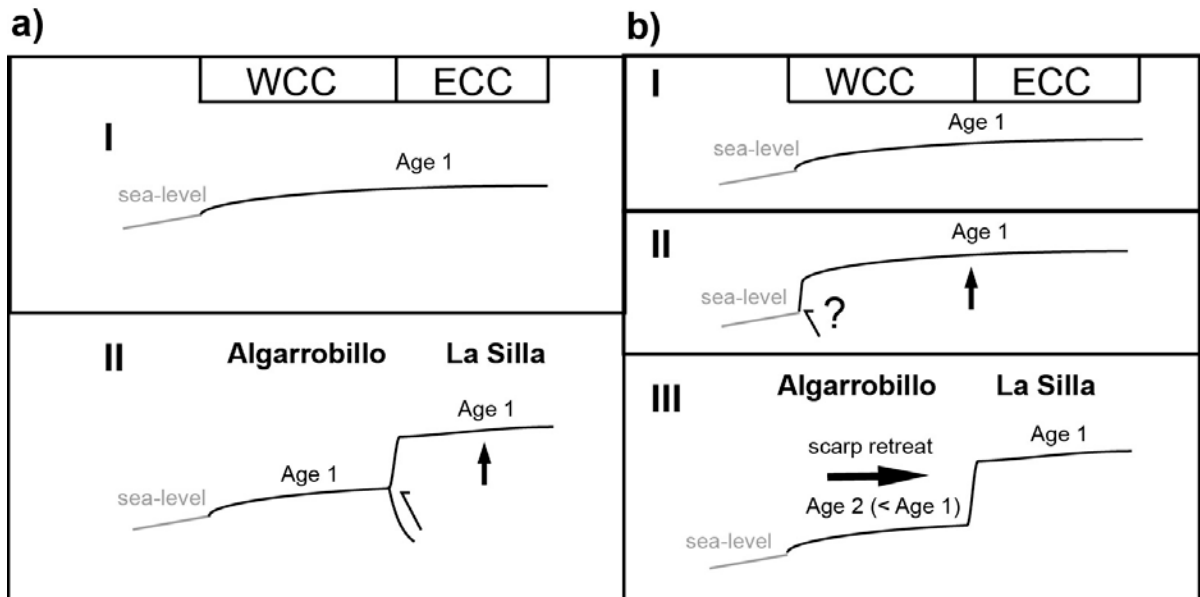 a)
WCC ECC
I
Age 1
sea-level
II
Algarrobillo La Silla
Age 1
Age 1
sea-level
b)
WCC ECC
I
Age 1
sea-level
II
Age 1
sea-level
?
III
Algarrobillo La Silla
Age 1
scarp retreat
Age 2 (< Age 1)
sea-level